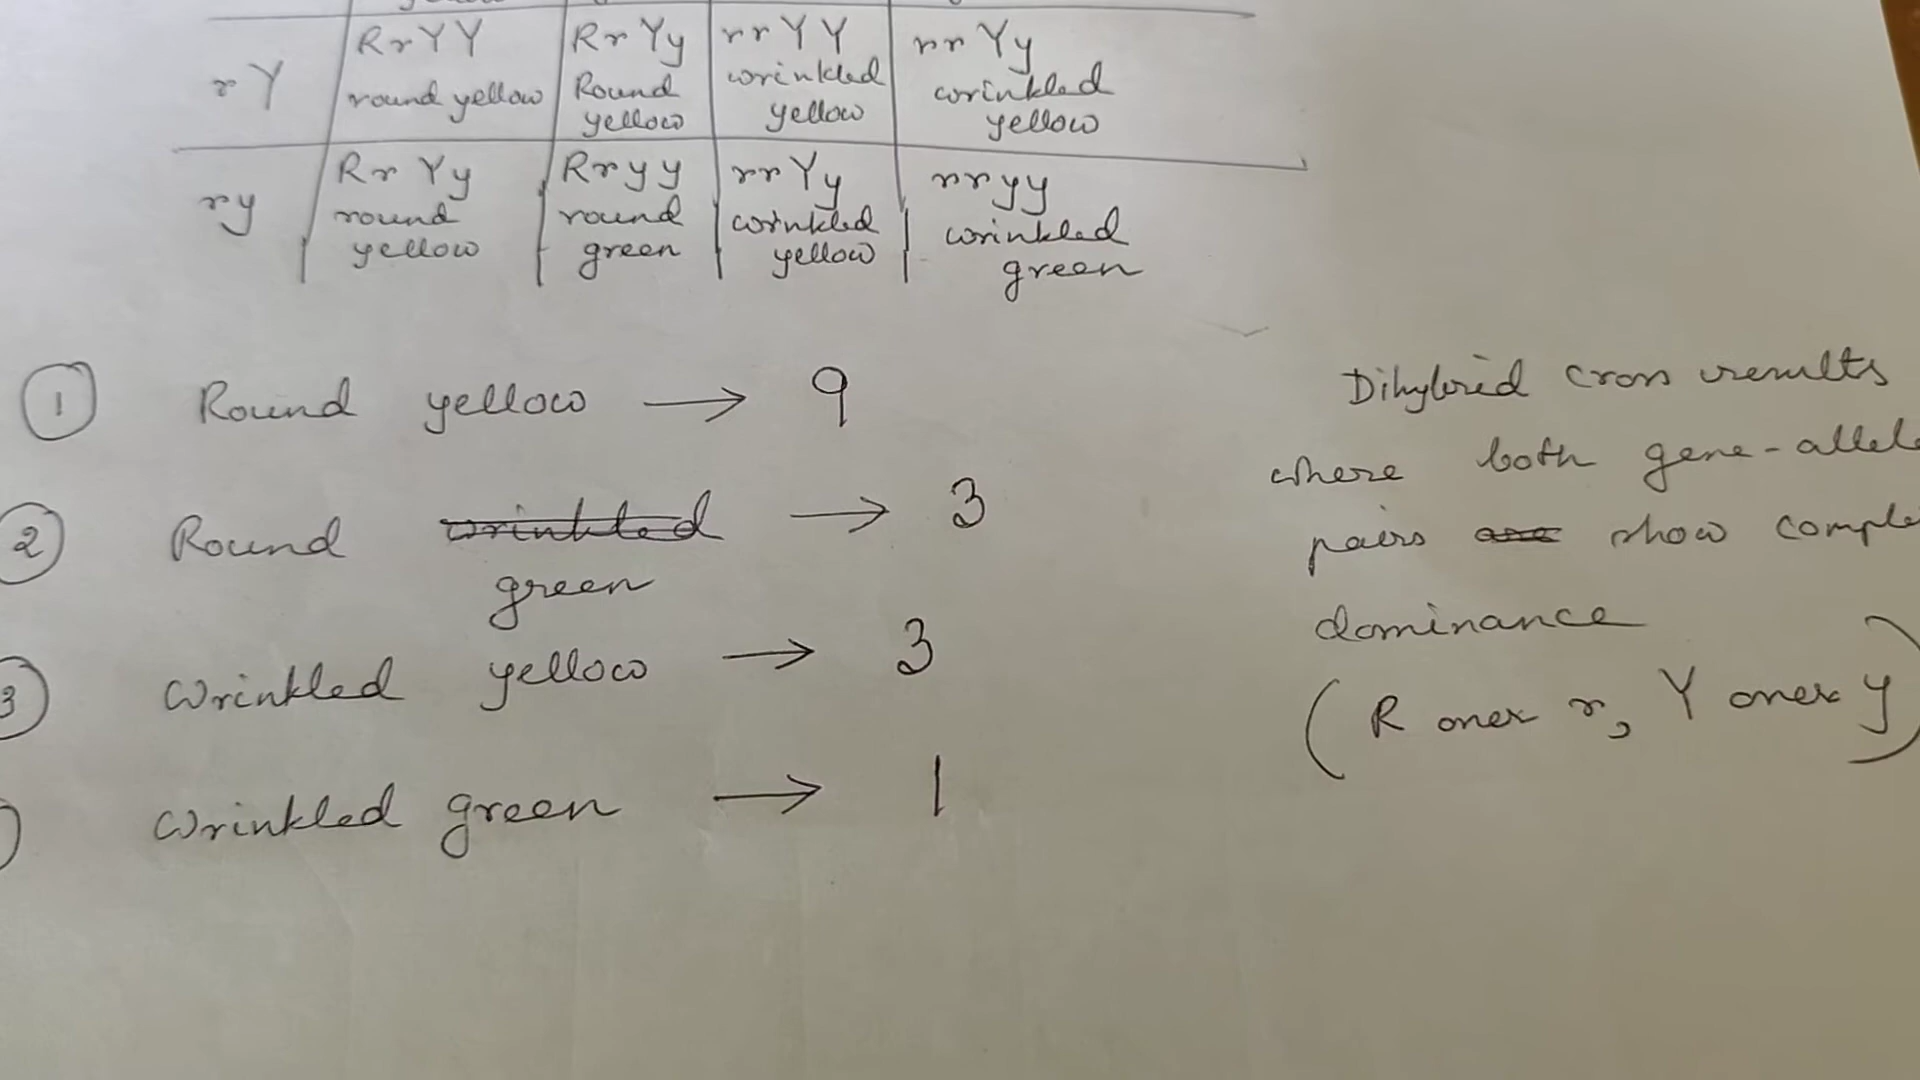 RrYY RrYy rrYY rrYy
rY round yellow Round wrinkled wrinkled
yellow yellow yellow
RrYy Rryy rrYy rryy
ry round round wrinkled wrinkled
yellow green yellow green
① Round yellow → 9
② Round wrinkled → 3
green
3 Wrinkled yellow → 3
Wrinkled green → 1
Dihybrid cross results
where both gene-allele
pairs are show comple
dominance
(R over r, Y over y)